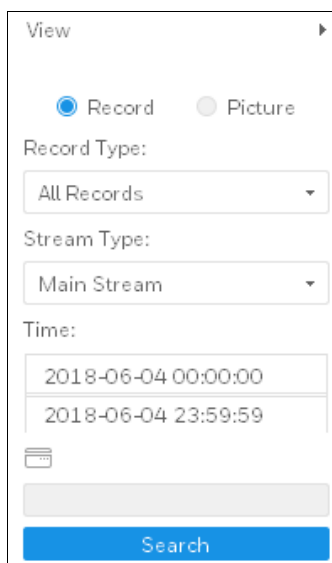 View
Record Picture
Record Type:
All Records
Stream Type:
Main Stream
Time:
2018-06-04 00:00:00
2018-06-04 23:59:59
Search